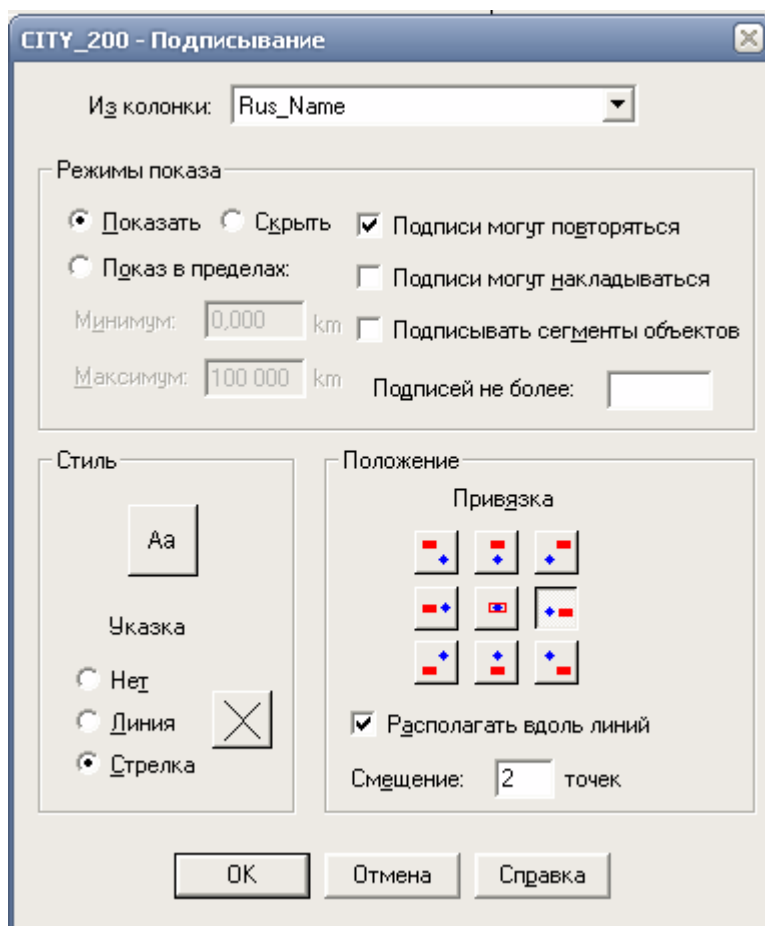 CITY_200 - Подписывание
Из колонки: Rus_Name
Режимы показа
Показать Скрыть Подписи могут повторяться
Показ в пределах: Подписи могут накладываться
Минимум: 0,000 km Подписывать сегменты объектов
Максимум: 100 000 km Подписей не более:
Стиль Положение
Привязка
Aa
Указка
Нет
Линия Располагать вдоль линий
Стрелка Смещение: 2 точек
OK Отмена Справка